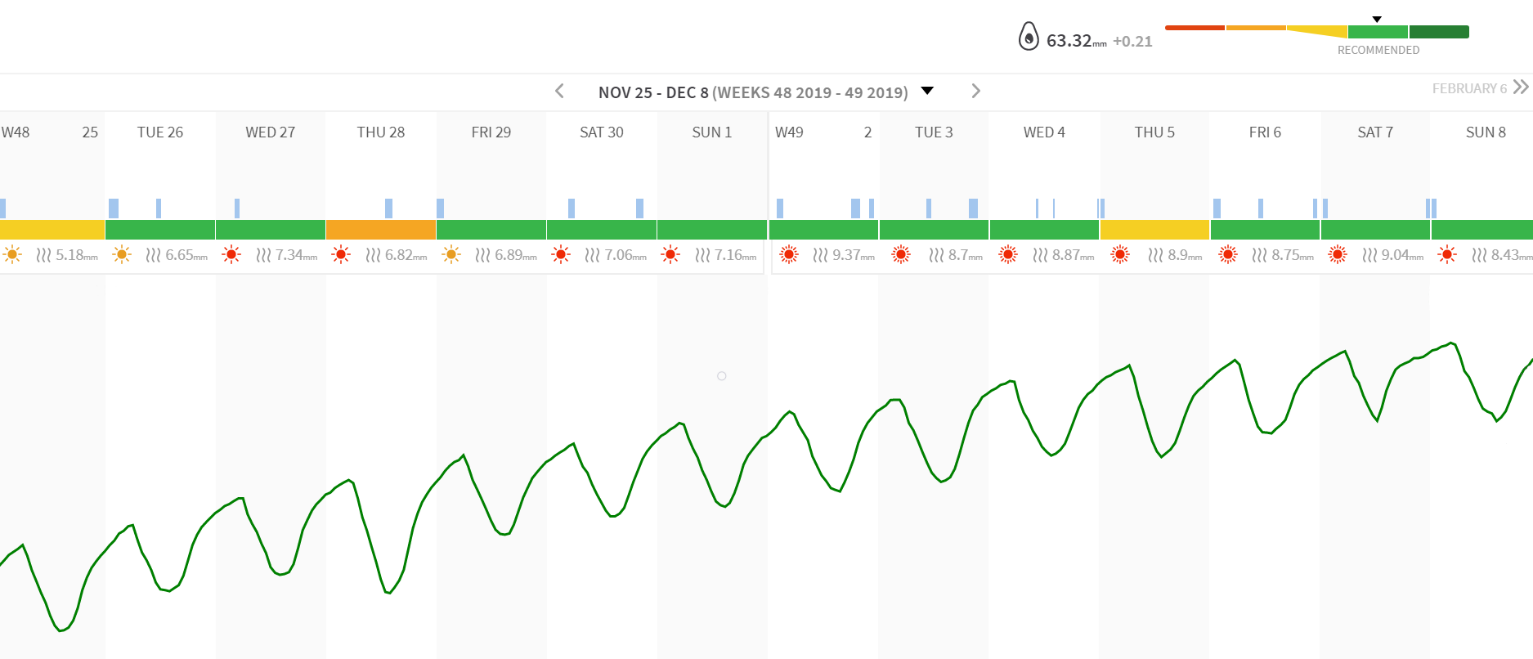 63.32mm +0.21
RECOMMENDED
NOV 25 - DEC 8 (WEEKS 48 2019 - 49 2019)
FEBRUARY 6
W48 25 TUE 26 WED 27 THU 28 FRI 29 SAT 30 SUN 1 W49 2 TUE 3 WED 4 THU 5 FRI 6 SAT 7 SUN 8
5.18mm 6.65mm 7.34mm 6.82mm 6.89mm 7.06mm 7.16mm 9.37mm 8.7mm 8.87mm 8.9mm 8.75mm 9.04mm 8.43mm